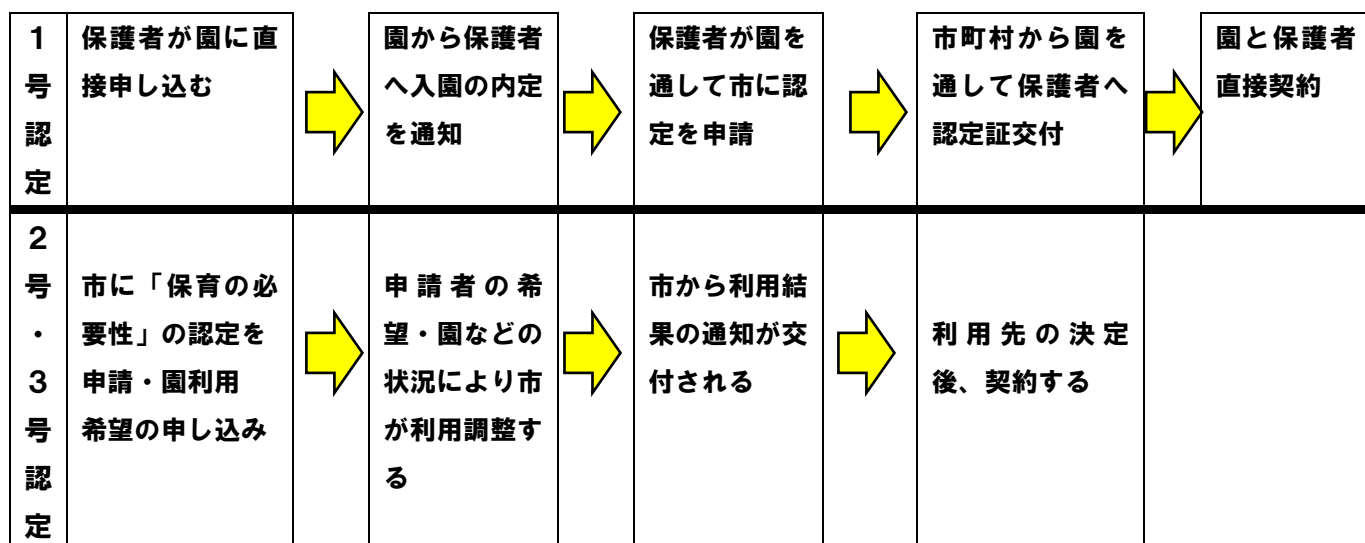 1
号
認
定
保護者が園に直
接申し込む
園から保護者
へ入園の内定
を通知
保護者が園を
通して市に認
定を申請
市町村から園を
通して保護者へ
認定証交付
園と保護者
直接契約
2
号
・
3
号
認
定
市に「保育の必
要性」の認定を
申請・園利用
希望の申し込み
申請者の希
望・園などの
状況により市
が利用調整す
る
市から利用結
果の通知が交
付される
利用先の決定
後、契約する